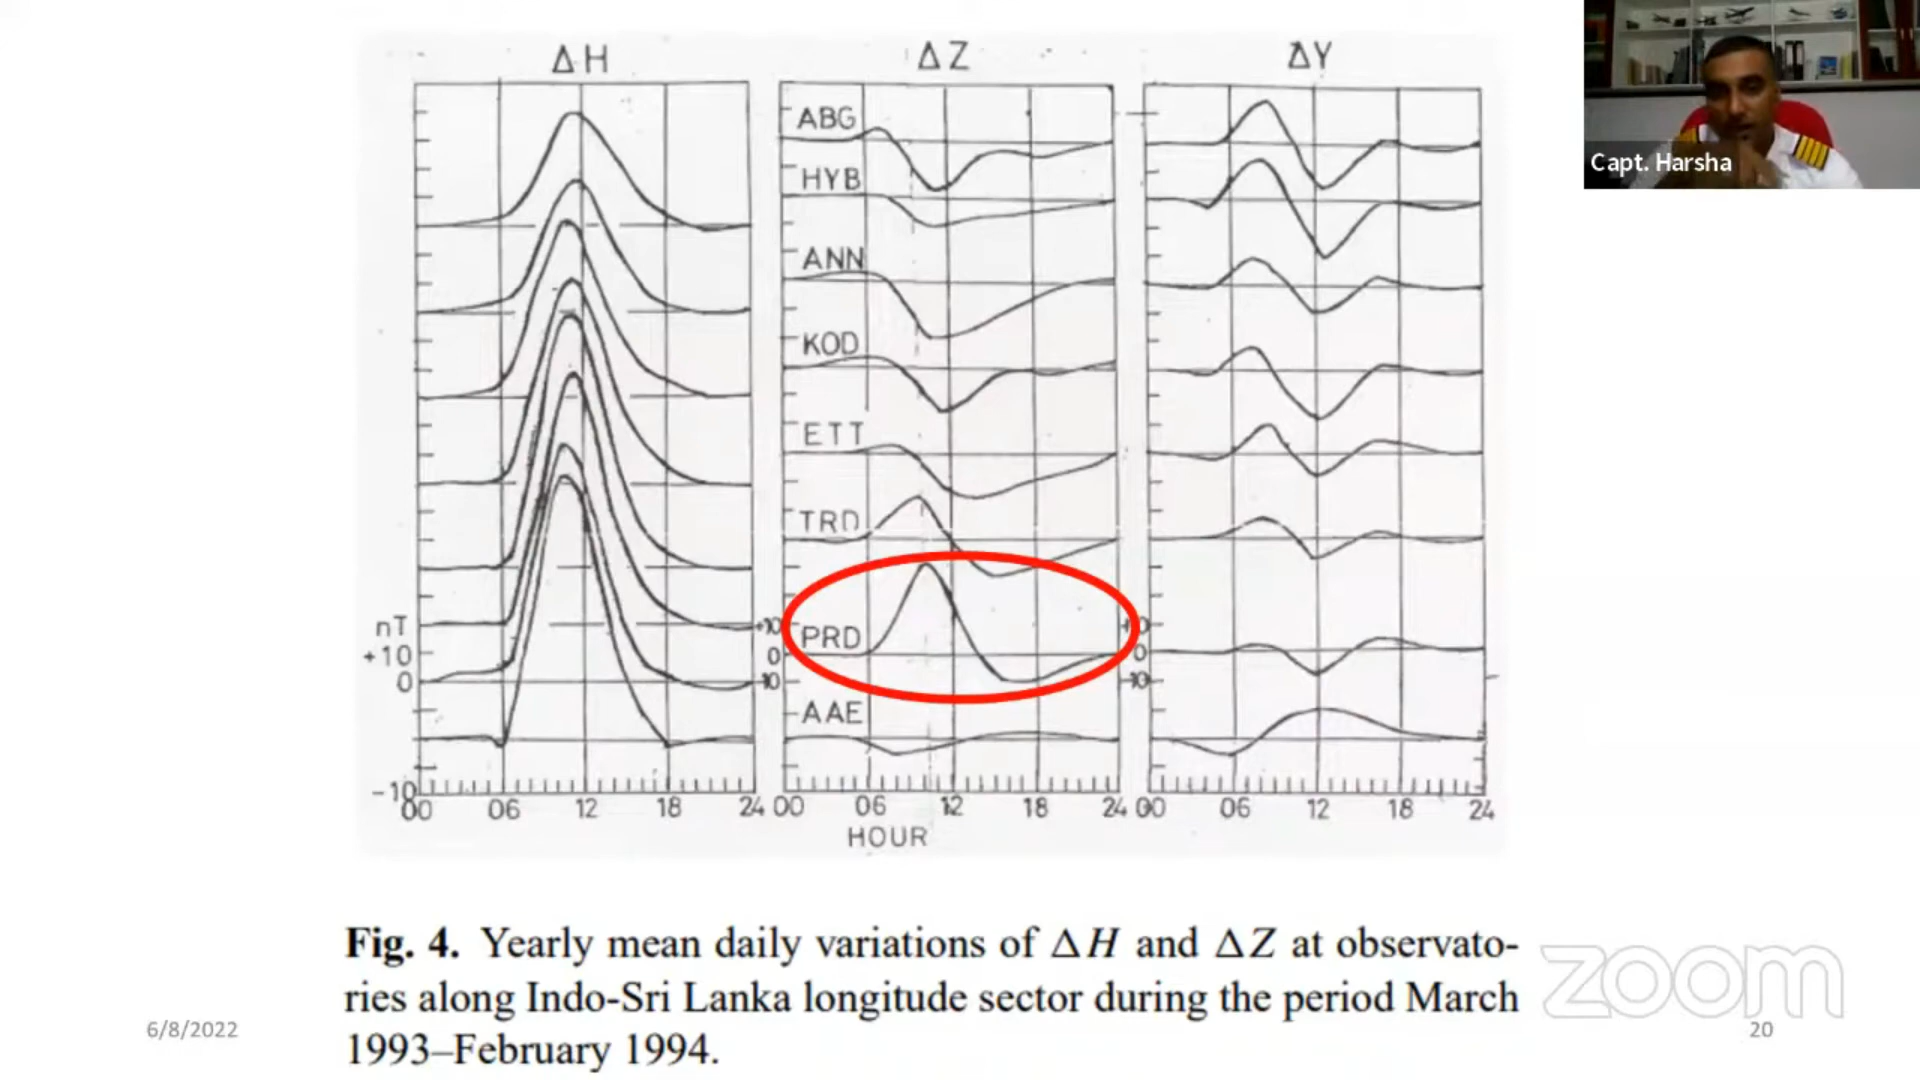 ΔH ΔZ ΔY
Capt. Harsha
ABG
HYB
ANN
KOD
ETT
TRD
PRD
AAE
nT
+10
0
-10
+10
0
10
0
10
00 06 12 18 24 00 06 12 18 24 00 06 12 18 24
HOUR
Fig. 4. Yearly mean daily variations of ΔH and ΔZ at observato-
ries along Indo-Sri Lanka longitude sector during the period March
1993–February 1994.
zoom
6/8/2022
20